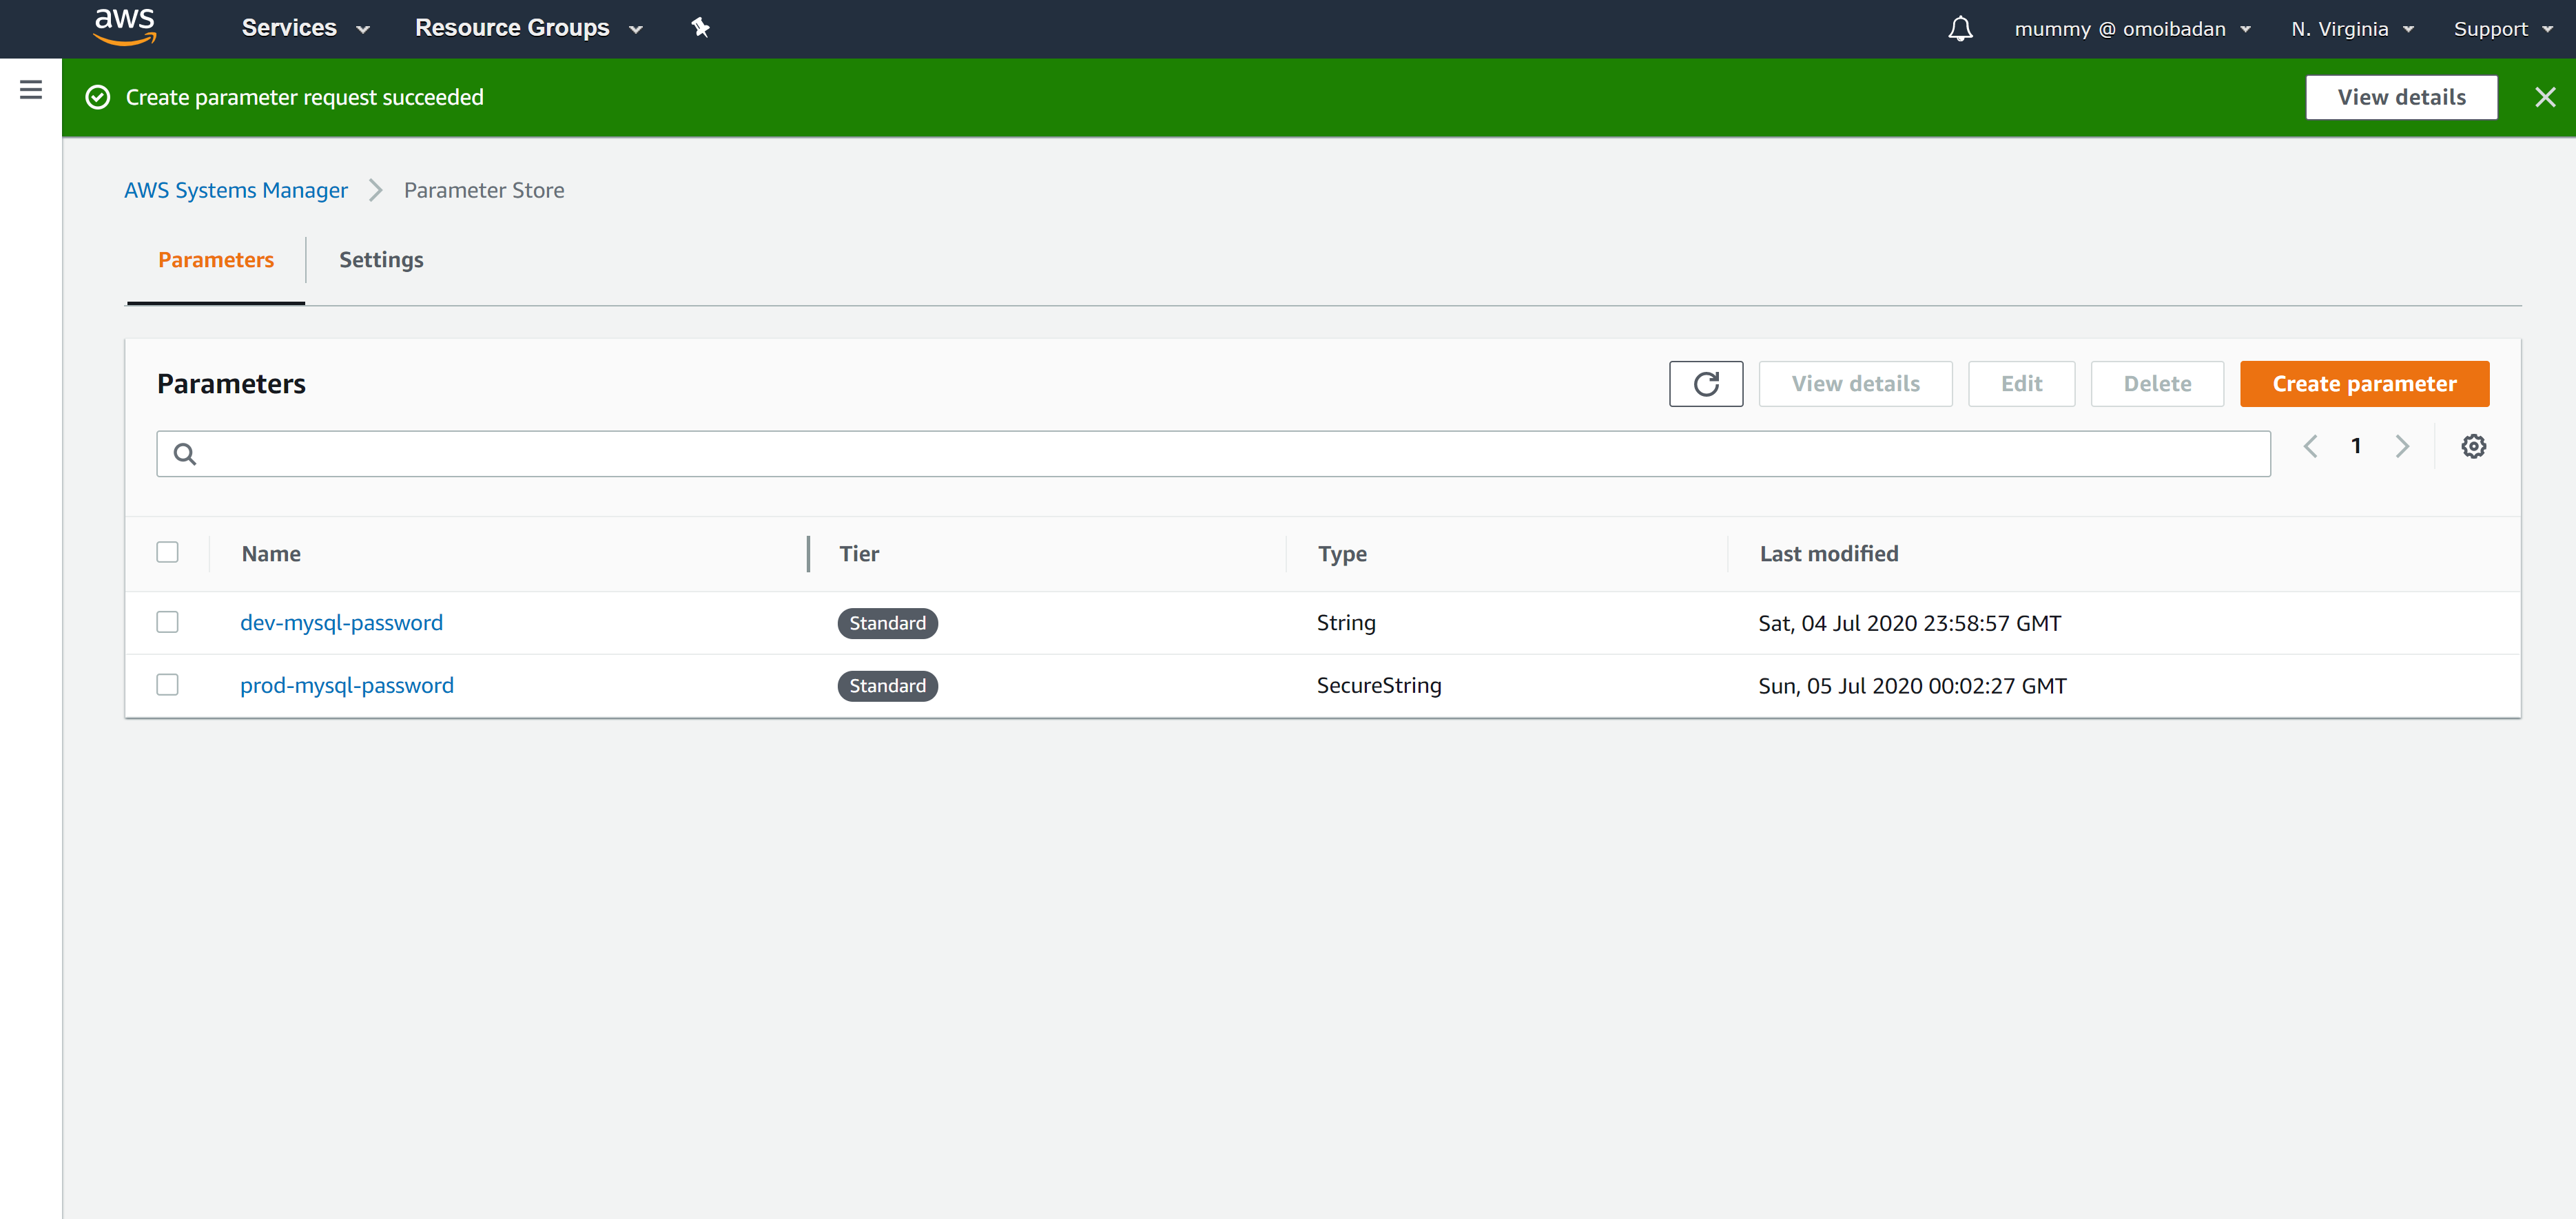 aws Services Resource Groups mummy @ omoibadan N. Virginia Support
Create parameter request succeeded View details
AWS Systems Manager Parameter Store
Parameters Settings
Parameters View details Edit Delete Create parameter
1
Name Tier Type Last modified
dev-mysql-password Standard String Sat, 04 Jul 2020 23:58:57 GMT
prod-mysql-password Standard SecureString Sun, 05 Jul 2020 00:02:27 GMT